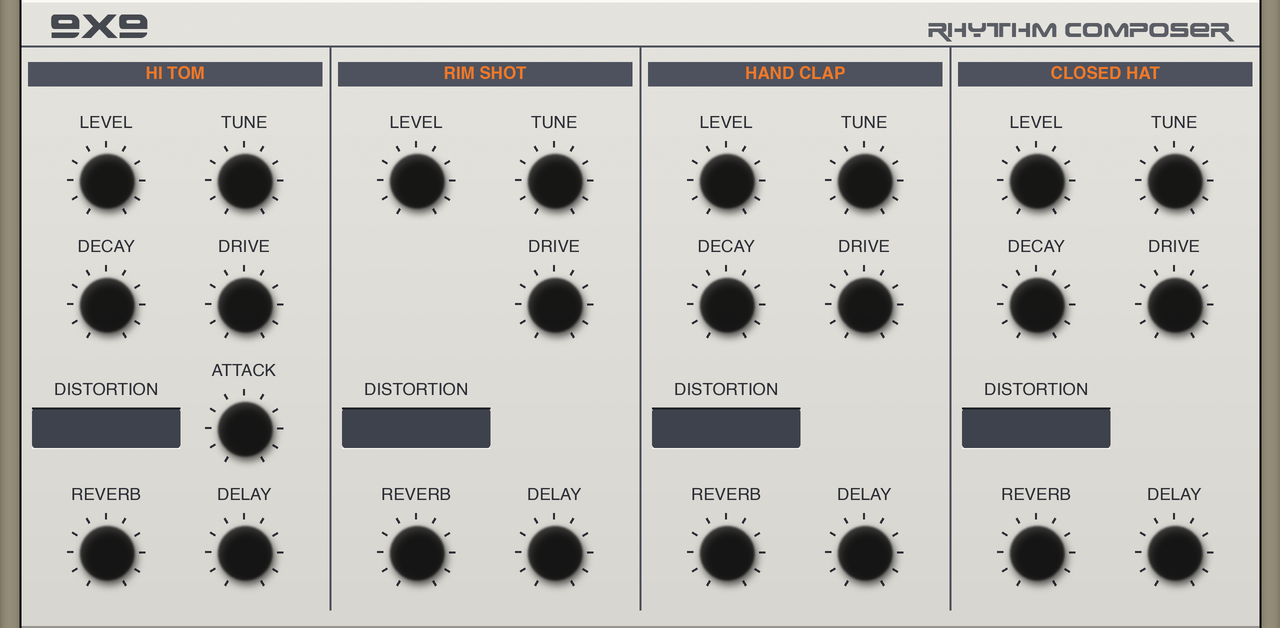 9X9
RHYTHM COMPOSER
HI TOM
RIM SHOT
HAND CLAP
CLOSED HAT
LEVEL TUNE
LEVEL TUNE
LEVEL TUNE
LEVEL TUNE
DECAY DRIVE
DRIVE
DECAY DRIVE
DECAY DRIVE
ATTACK
DISTORTION
DISTORTION
DISTORTION
DISTORTION
REVERB DELAY
REVERB DELAY
REVERB DELAY
REVERB DELAY